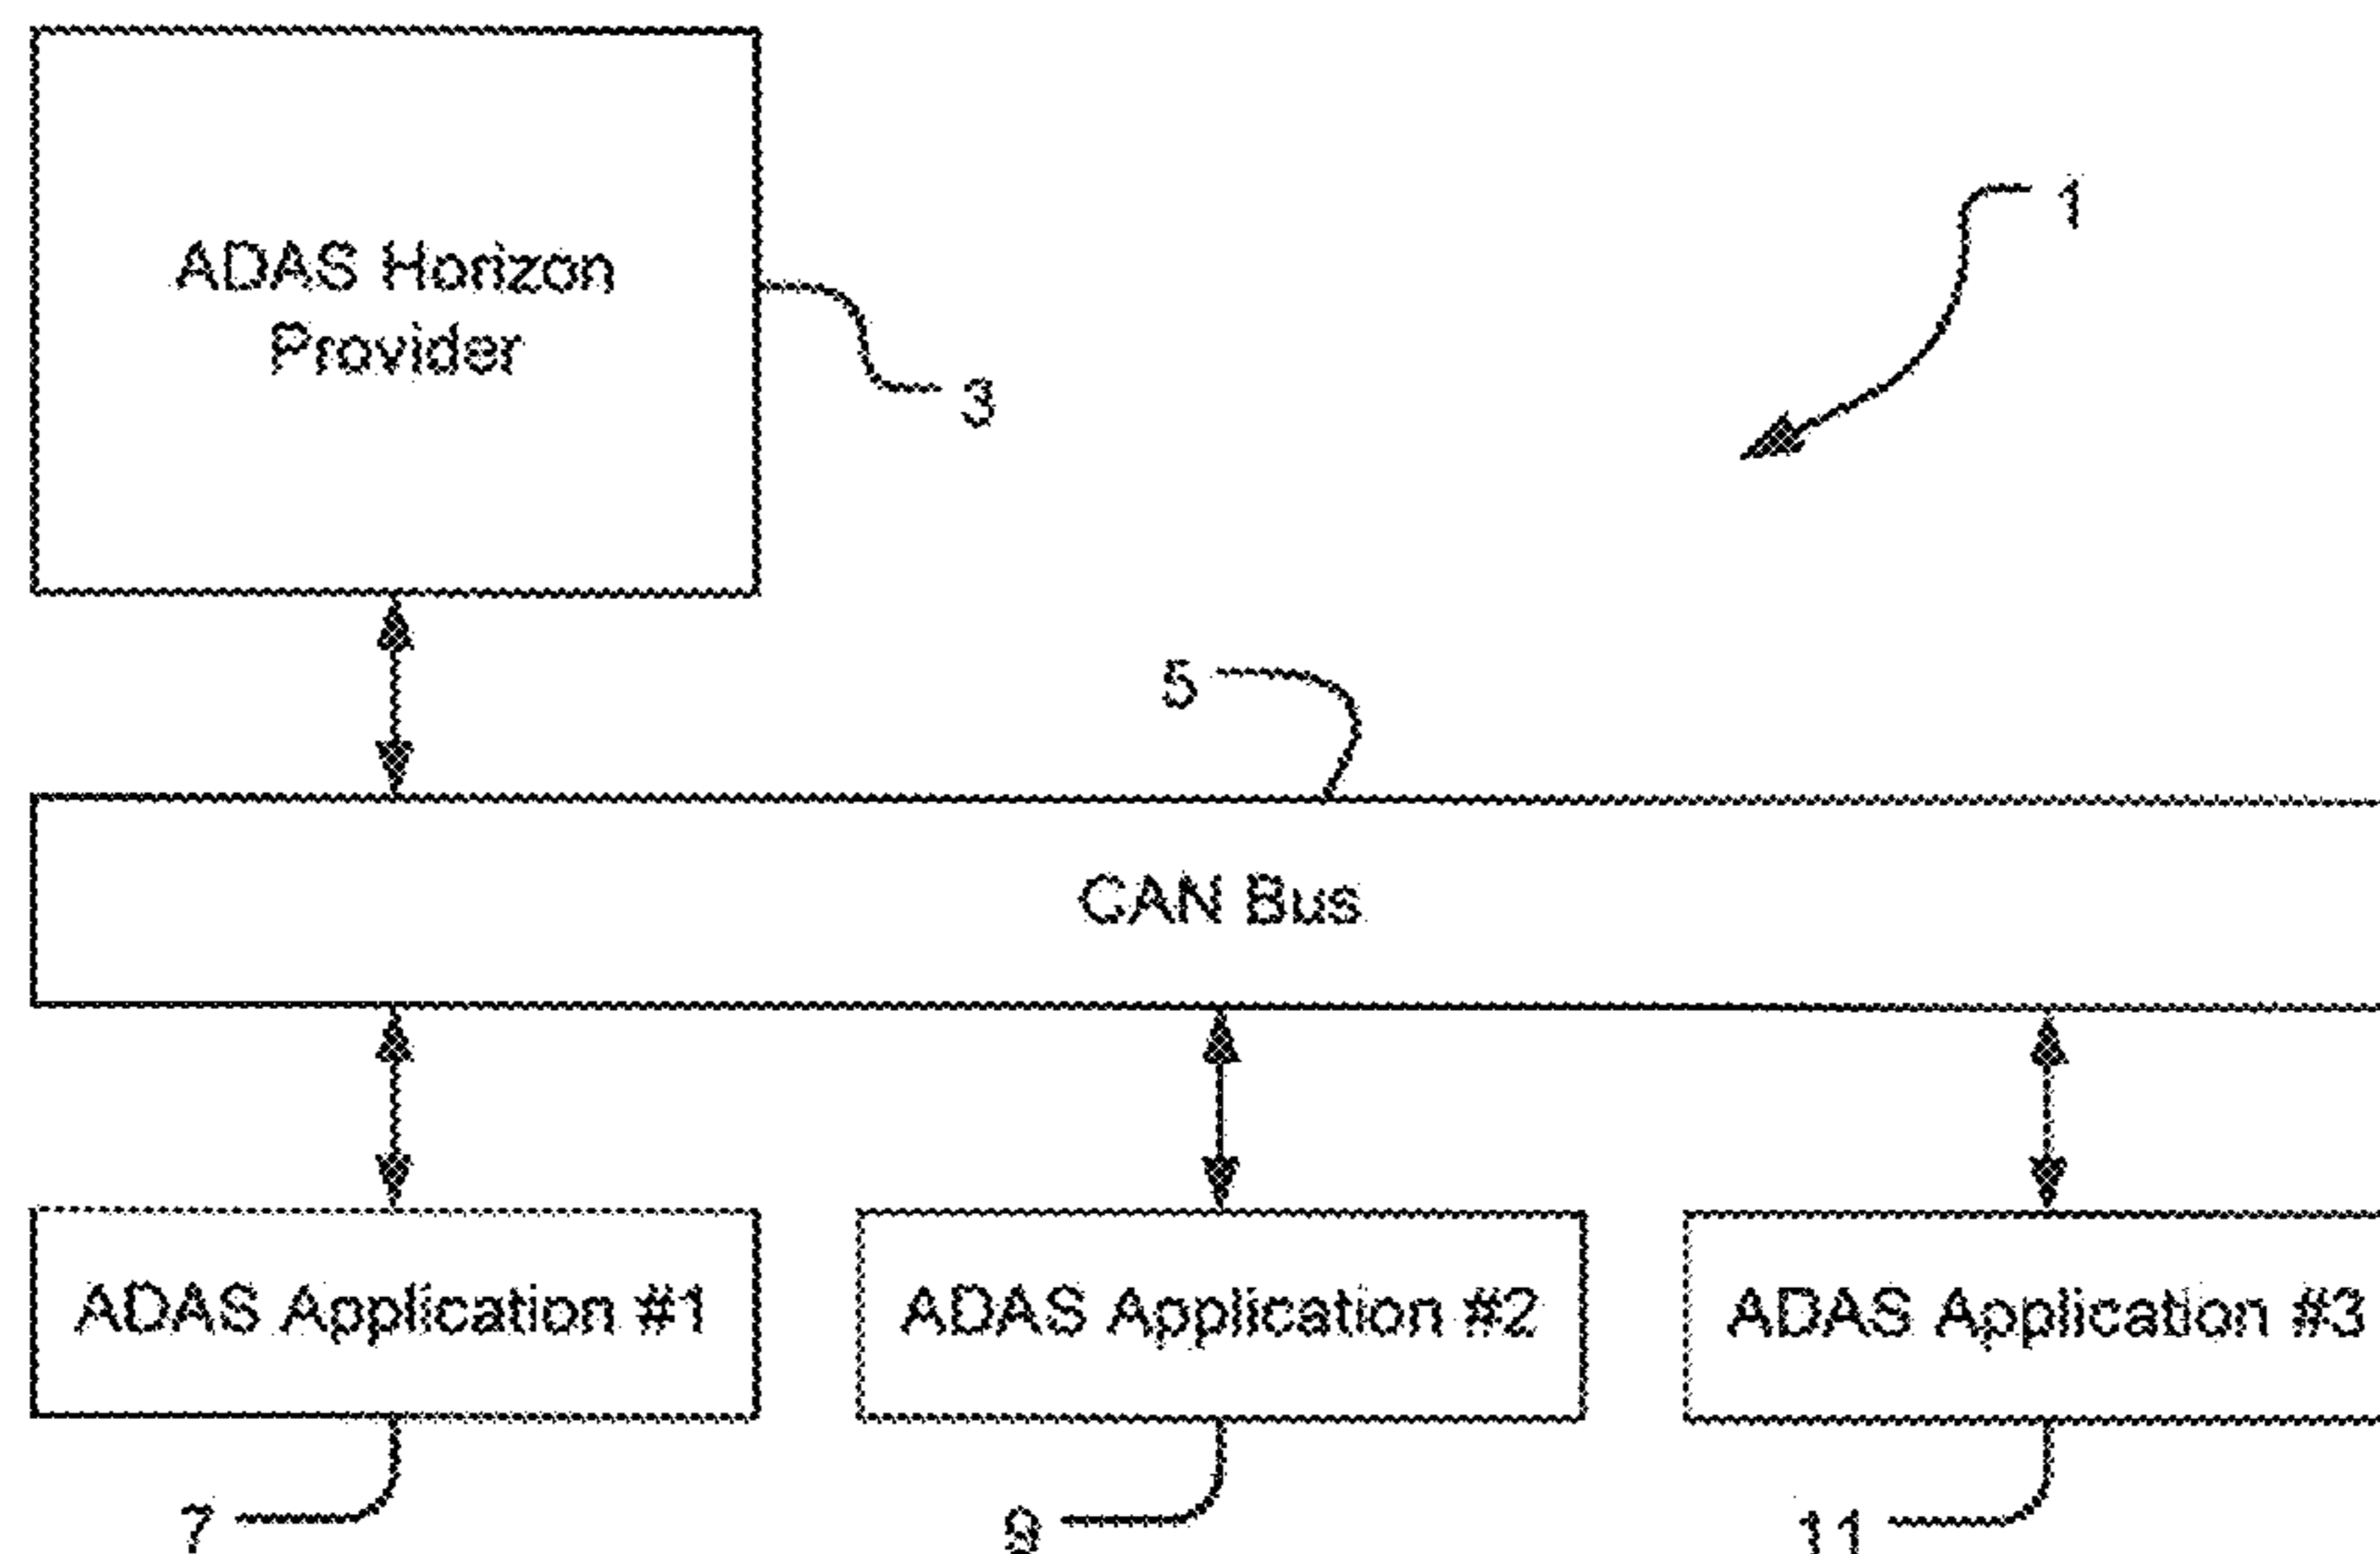 ADAS Horizon
Provider
1
3
5
CAN Bus
ADAS Application #1
ADAS Application #2
ADAS Application #3
7
9
11